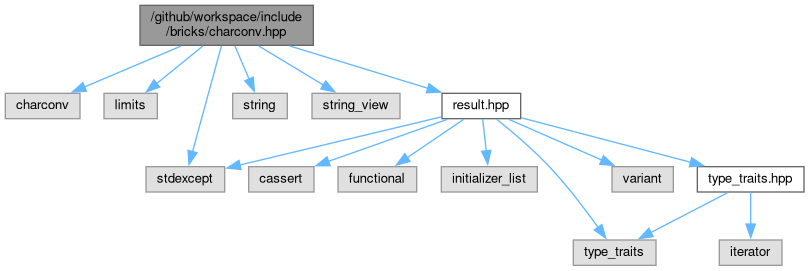 /github/workspace/include
/bricks/charconv.hpp
charconv
limits
string
string_view
result.hpp
stdexcept
cassert
functional
initializer_list
variant
type_traits.hpp
type_traits
iterator